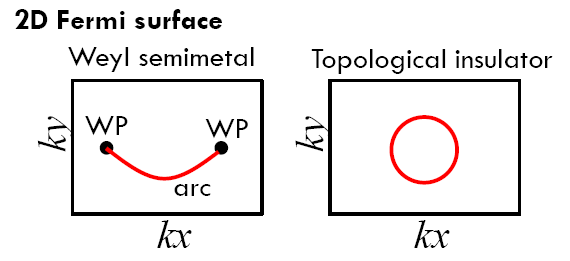 2D Fermi surface
Weyl semimetal
Topological insulator
ky
WP
WP
arc
kx
ky
kx